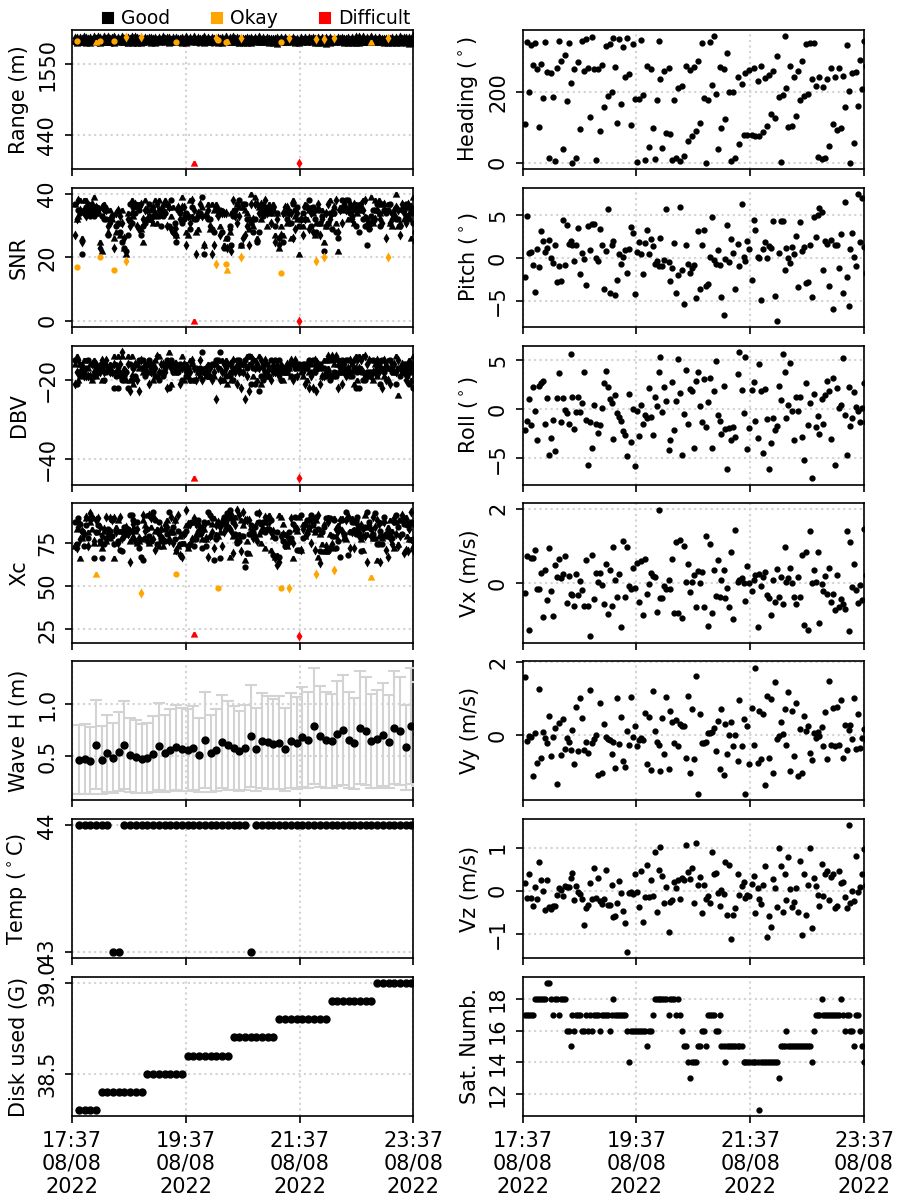 Good Okay Difficult
Range (m)
1550
440
Heading (°)
200
0
SNR
40
20
0
Pitch (°)
5
0
−5
DBV
−20
−40
Roll (°)
5
0
−5
Xc
75
50
25
Vx (m/s)
2
0
Wave H (m)
1.0
0.5
Vy (m/s)
2
0
Temp (°C)
44
43
Vz (m/s)
1
0
−1
Disk used (G)
39.0
38.5
Sat. Numb.
18
16
14
12
17:37 19:37 21:37 23:37 17:37 19:37 21:37 23:37
08/08 08/08 08/08 08/08 08/08 08/08 08/08 08/08
2022 2022 2022 2022 2022 2022 2022 2022